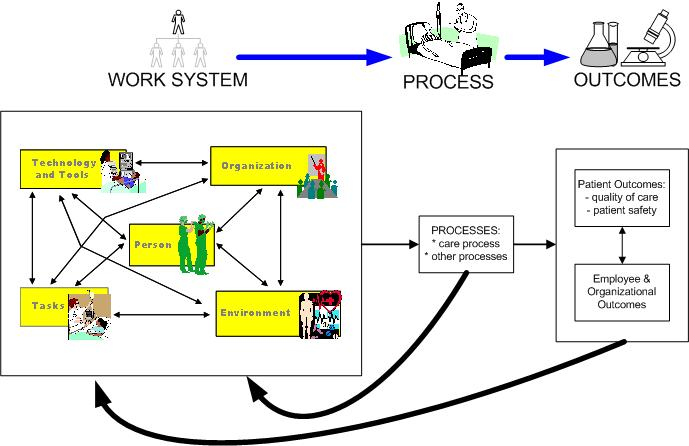 WORK SYSTEM
PROCESS
OUTCOMES
Technology
and Tools
Organization
Person
Tasks
Environment
PROCESSES:
* care process
* other processes
Patient Outcomes:
- quality of care
- patient safety
Employee &
Organizational
Outcomes